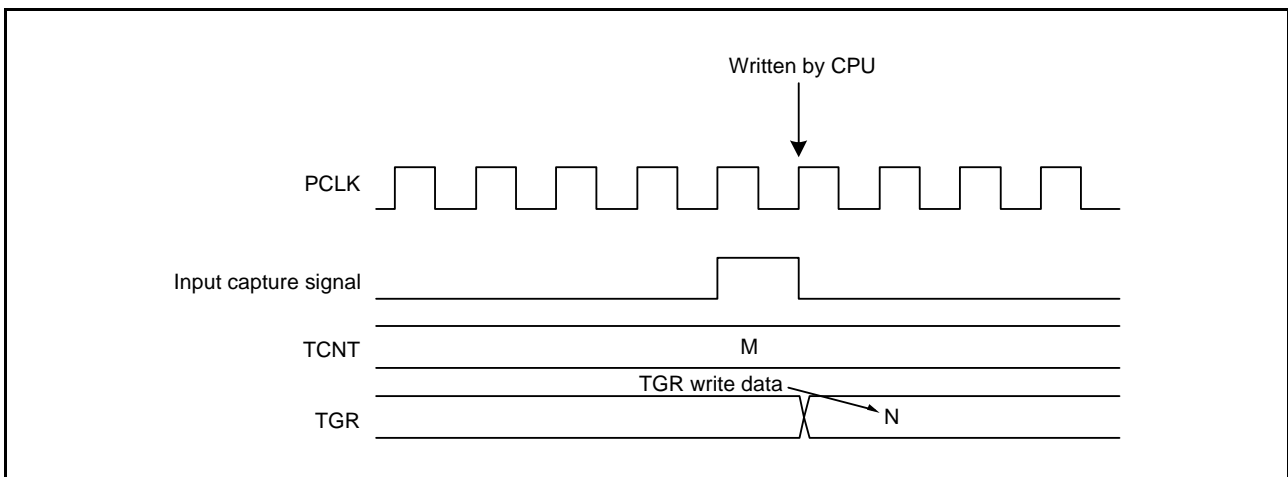 Written by CPU
PCLK
Input capture signal
TCNT
M
TGR write data
TGR
N